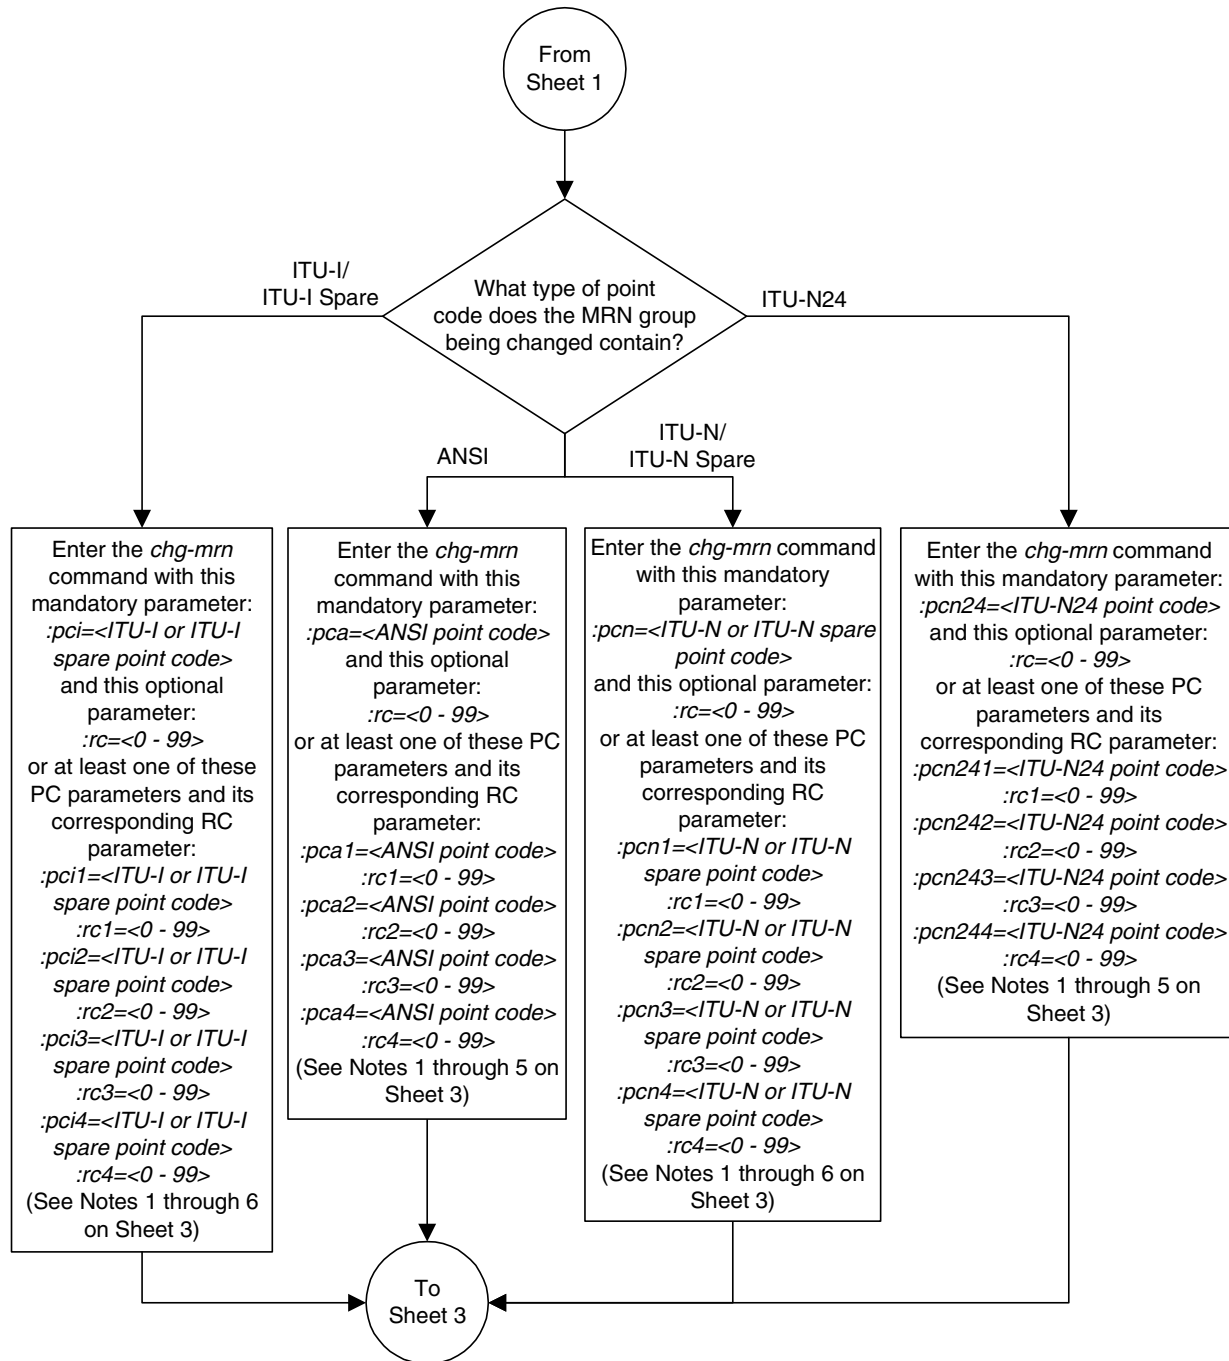 From
Sheet 1
What type of point
code does the MRN group
being changed contain?
ITU-I/
ITU-I Spare
ITU-N24
ANSI
ITU-N/
ITU-N Spare
Enter the chg-mrn
command with this
mandatory parameter:
:pci=<ITU-I or ITU-I
spare point code>
and this optional
parameter:
:rc=<0 - 99>
or at least one of these
PC parameters and its
corresponding RC
parameter:
:pci1=<ITU-I or ITU-I
spare point code>
:rc1=<0 - 99>
:pci2=<ITU-I or ITU-I
spare point code>
:rc2=<0 - 99>
:pci3=<ITU-I or ITU-I
spare point code>
:rc3=<0 - 99>
:pci4=<ITU-I or ITU-I
spare point code>
:rc4=<0 - 99>
(See Notes 1 through 6
on Sheet 3)
Enter the chg-mrn
command with this
mandatory parameter:
:pca=<ANSI point code>
and this optional
parameter:
:rc=<0 - 99>
or at least one of these PC
parameters and its
corresponding RC
parameter:
:pca1=<ANSI point code>
:rc1=<0 - 99>
:pca2=<ANSI point code>
:rc2=<0 - 99>
:pca3=<ANSI point code>
:rc3=<0 - 99>
:pca4=<ANSI point code>
:rc4=<0 - 99>
(See Notes 1 through 5 on
Sheet 3)
Enter the chg-mrn command
with this mandatory
parameter:
:pcn=<ITU-N or ITU-N spare
point code>
and this optional parameter:
:rc=<0 - 99>
or at least one of these PC
parameters and its
corresponding RC
parameter:
:pcn1=<ITU-N or ITU-N
spare point code>
:rc1=<0 - 99>
:pcn2=<ITU-N or ITU-N
spare point code>
:rc2=<0 - 99>
:pcn3=<ITU-N or ITU-N
spare point code>
:rc3=<0 - 99>
:pcn4=<ITU-N or ITU-N
spare point code>
:rc4=<0 - 99>
(See Notes 1 through 6 on
Sheet 3)
Enter the chg-mrn command
with this mandatory parameter:
:pcn24=<ITU-N24 point code>
and this optional parameter:
:rc=<0 - 99>
or at least one of these PC
parameters and its
corresponding RC parameter:
:pcn241=<ITU-N24 point code>
:rc1=<0 - 99>
:pcn242=<ITU-N24 point code>
:rc2=<0 - 99>
:pcn243=<ITU-N24 point code>
:rc3=<0 - 99>
:pcn244=<ITU-N24 point code>
:rc4=<0 - 99>
(See Notes 1 through 5 on
Sheet 3)
To
Sheet 3